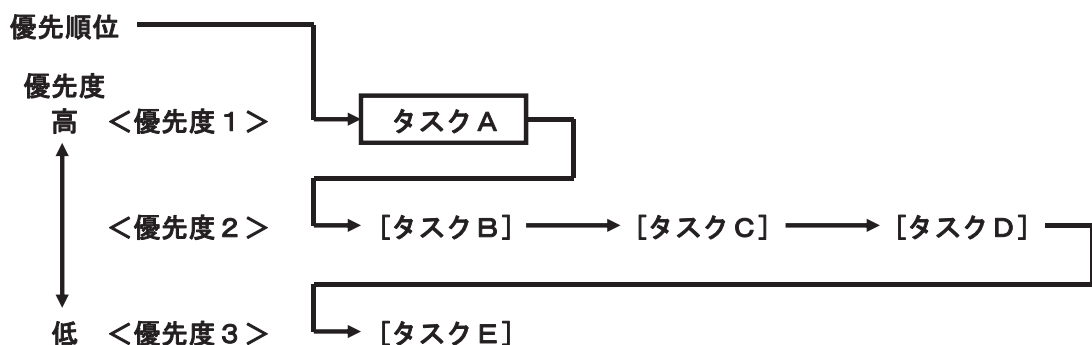 優先順位
優先度
高 ＜優先度１＞ タスクＡ
＜優先度２＞ [タスクＢ] [タスクＣ] [タスクＤ]
低 ＜優先度３＞ [タスクＥ]